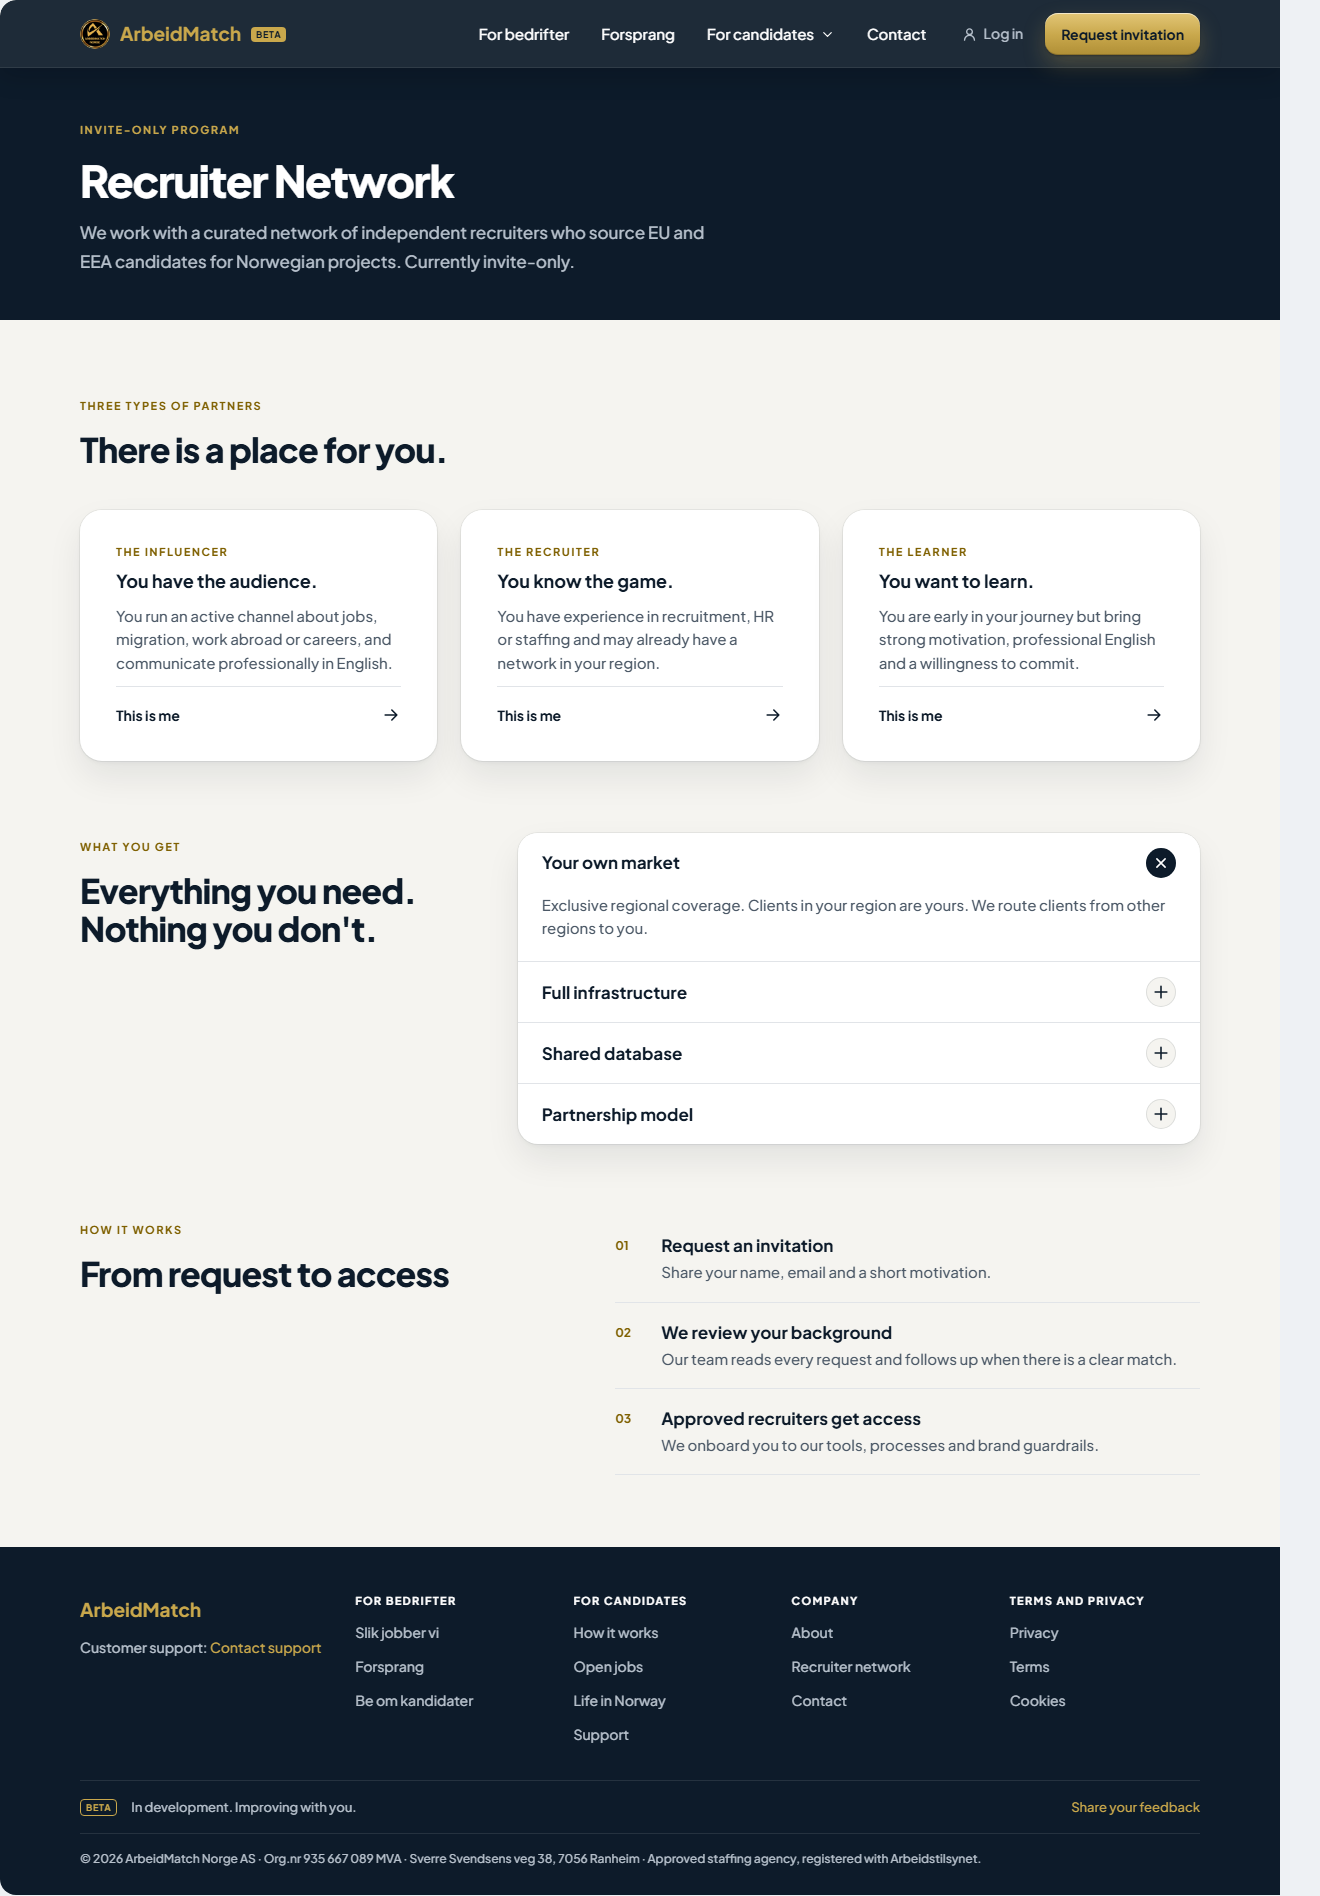 ArbeidMatch BETA
For bedrifter Forsprang For candidates Contact Log in Request invitation
INVITE-ONLY PROGRAM
Recruiter Network
We work with a curated network of independent recruiters who source EU and
EEA candidates for Norwegian projects. Currently invite-only.
THREE TYPES OF PARTNERS
There is a place for you.
THE INFLUENCER
You have the audience.
You run an active channel about jobs,
migration, work abroad or careers, and
communicate professionally in English.
This is me
THE RECRUITER
You know the game.
You have experience in recruitment, HR
or staffing and may already have a
network in your region.
This is me
THE LEARNER
You want to learn.
You are early in your journey but bring
strong motivation, professional English
and a willingness to commit.
This is me
WHAT YOU GET
Everything you need.
Nothing you don't.
Your own market
Exclusive regional coverage. Clients in your region are yours. We route clients from other
regions to you.
Full infrastructure
Shared database
Partnership model
HOW IT WORKS
From request to access
01 Request an invitation
Share your name, email and a short motivation.
02 We review your background
Our team reads every request and follows up when there is a clear match.
03 Approved recruiters get access
We onboard you to our tools, processes and brand guardrails.
ArbeidMatch
Customer support: Contact support
FOR BEDRIFTER
Slik jobber vi
Forsprang
Be om kandidater
FOR CANDIDATES
How it works
Open jobs
Life in Norway
Support
COMPANY
About
Recruiter network
Contact
TERMS AND PRIVACY
Privacy
Terms
Cookies
BETA In development. Improving with you.
Share your feedback
© 2026 ArbeidMatch Norge AS · Org.nr 935 667 089 MVA · Sverre Svendsens veg 38, 7056 Ranheim · Approved staffing agency, registered with Arbeidstilsynet.